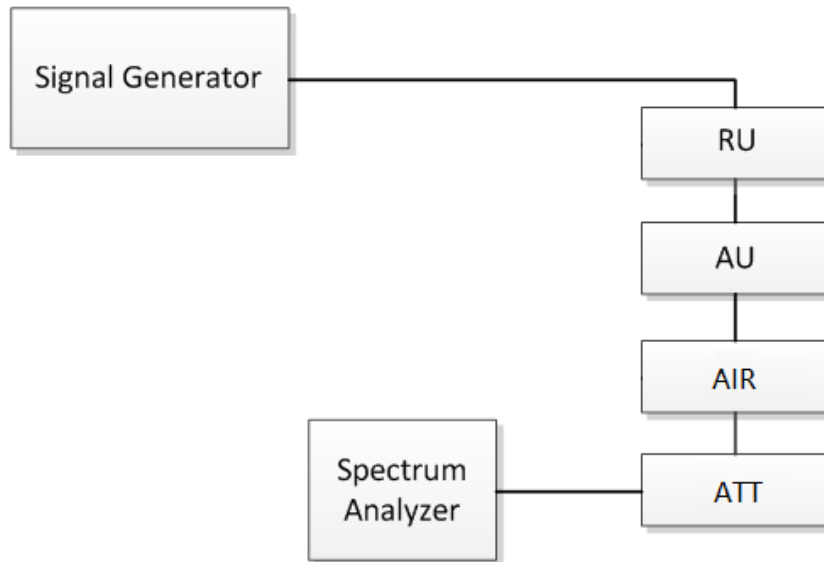 Signal Generator
RU
AU
AIR
ATT
Spectrum
Analyzer